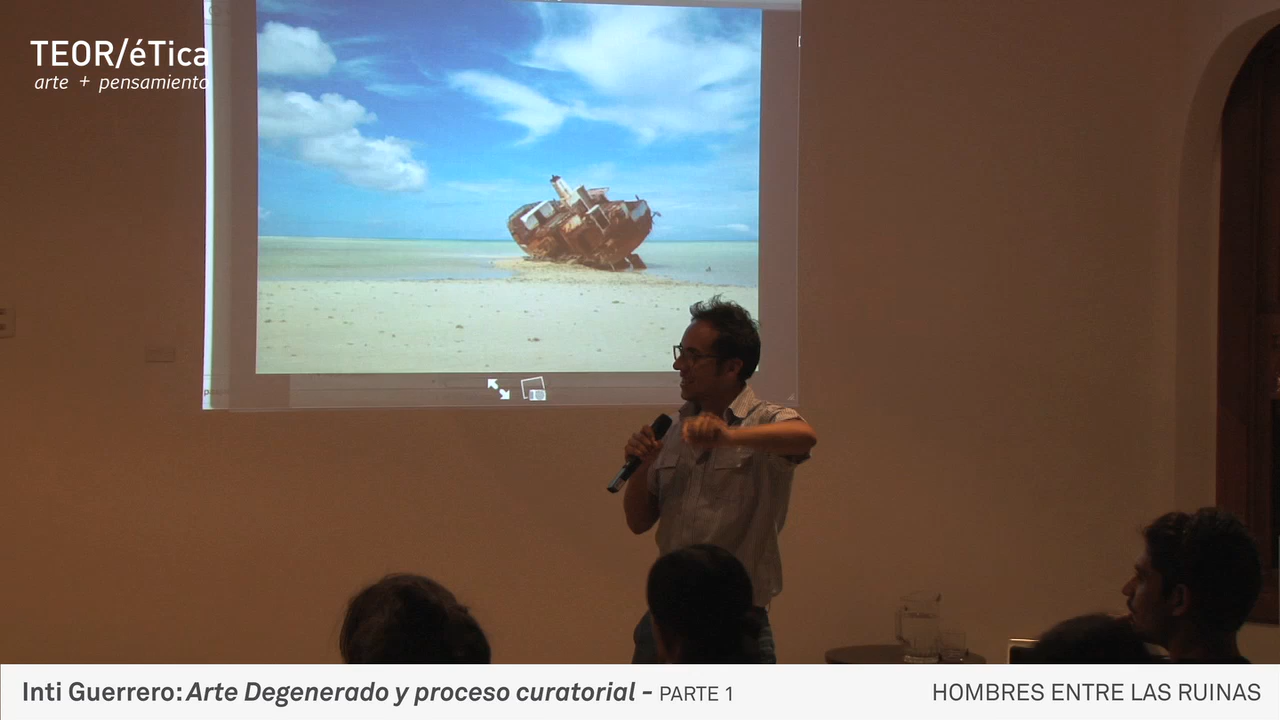 TEOR/éTica
arte + pensamiento
Inti Guerrero: Arte Degenerado y proceso curatorial - PARTE 1
HOMBRES ENTRE LAS RUINAS